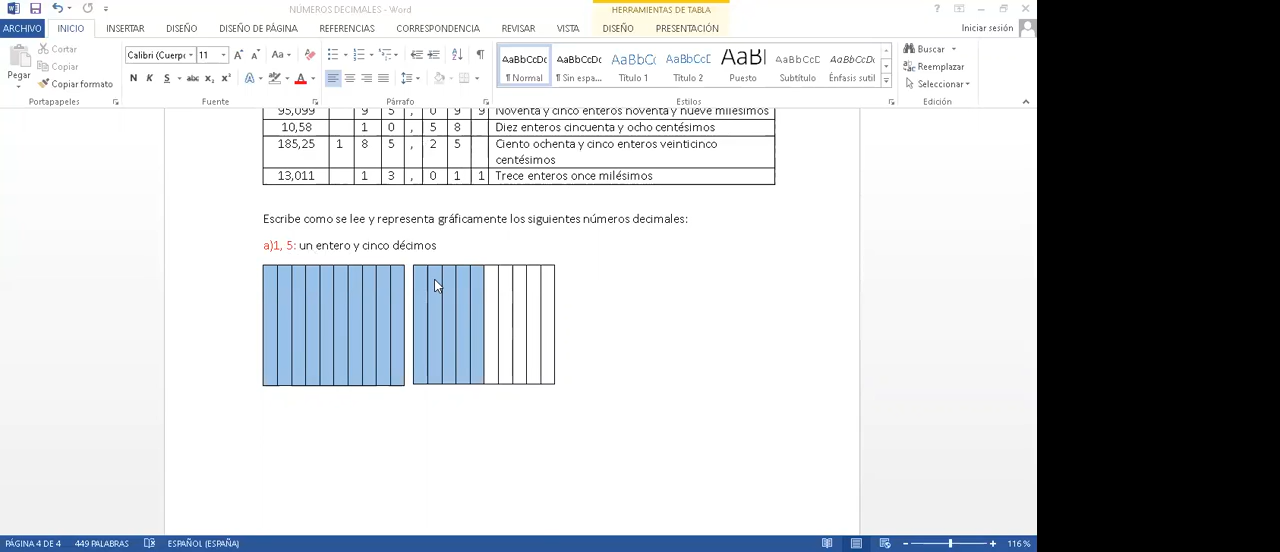 NÚMEROS DECIMALES - Word
HERRAMIENTAS DE TABLA
ARCHIVO INICIO INSERTAR DISEÑO DISEÑO DE PÁGINA REFERENCIAS CORRESPONDENCIA REVISAR VISTA DISEÑO PRESENTACIÓN Iniciar sesión
Pegar
Cortar
Copiar
Copiar formato
Portapapeles
Calibri (Cuerp 11
N K S abc x₂ x²
Fuente
Párrafo
AaBbCcDc
¶ Normal
AaBbCcDc
¶ Sin espa...
AaBbCc
Título 1
AaBbCcD
Título 2
AaBl
Puesto
AaBbCcD
Subtítulo
AaBbCcDc
Énfasis sutil
Estilos
Buscar
Reemplazar
Seleccionar
Edición
95,099 9 5 , 0 9 9 Noventa y cinco enteros noventa y nueve milésimos
10,58 1 0 , 5 8 Diez enteros cincuenta y ocho centésimos
185,25 1 8 5 , 2 5 Ciento ochenta y cinco enteros veinticinco
centésimos
13,011 1 3 , 0 1 1 Trece enteros once milésimos
Escribe como se lee y representa gráficamente los siguientes números decimales:
a)1, 5: un entero y cinco décimos
PÁGINA 4 DE 4 449 PALABRAS ESPAÑOL (ESPAÑA) 116 %